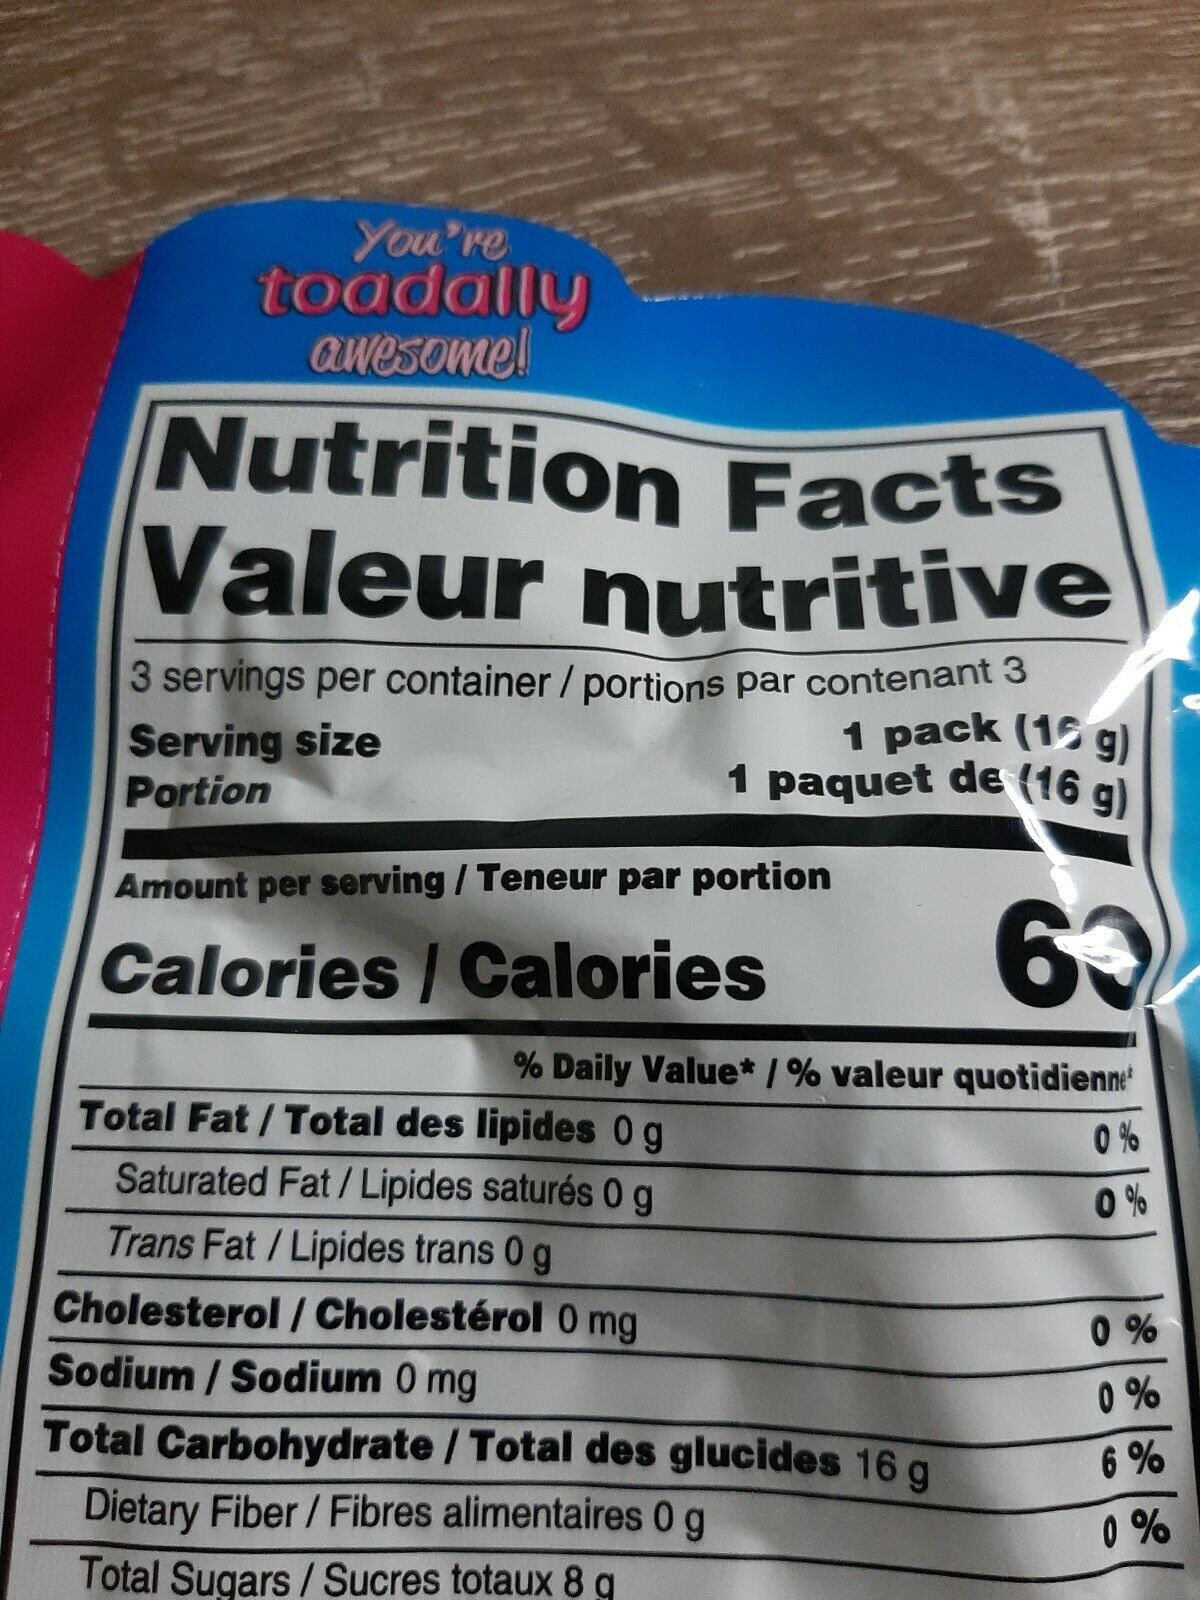 You're
toadally
awesome!
Nutrition Facts
Valeur nutritive
3 servings per container / portions par contenant 3
Serving size 1 pack (16 g)
Portion 1 paquet de (16 g)
Amount per serving / Teneur par portion
Calories / Calories 60
% Daily Value* / % valeur quotidienne*
Total Fat / Total des lipides 0 g 0 %
Saturated Fat / Lipides saturés 0 g 0 %
Trans Fat / Lipides trans 0 g
Cholesterol / Cholestérol 0 mg 0 %
Sodium / Sodium 0 mg 0 %
Total Carbohydrate / Total des glucides 16 g 6 %
Dietary Fiber / Fibres alimentaires 0 g 0 %
Total Sugars / Sucres totaux 8 g